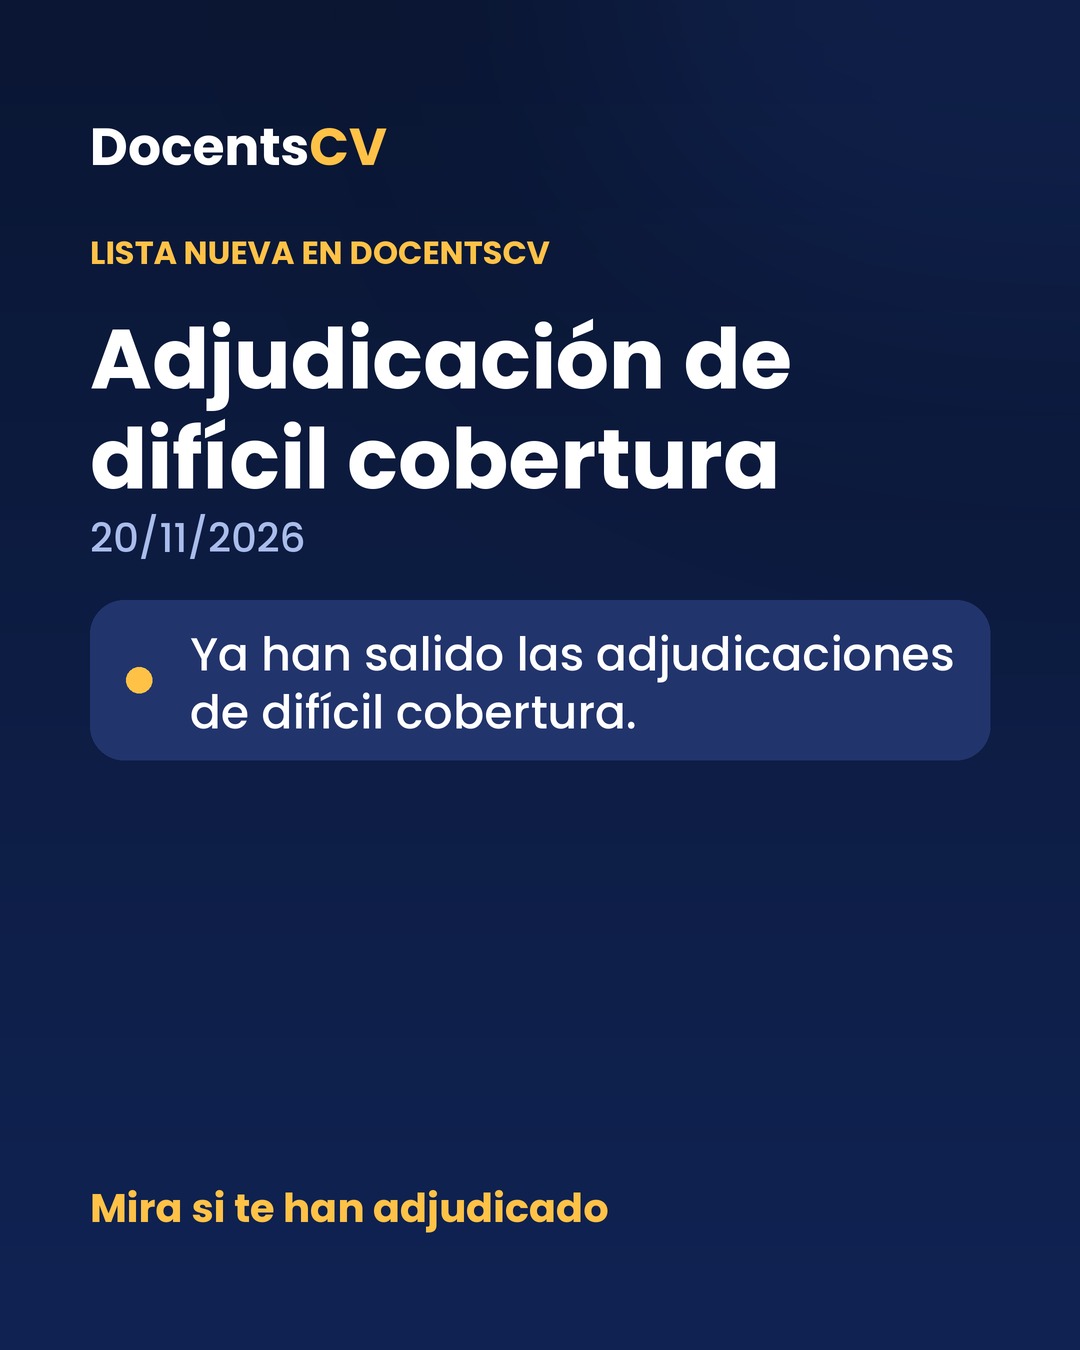 DocentsCV
LISTA NUEVA EN DOCENTSCV
Adjudicación de
difícil cobertura
20/11/2026
Ya han salido las adjudicaciones
de difícil cobertura.
Mira si te han adjudicado